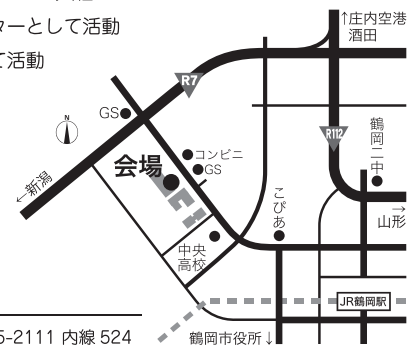 ターとして活動
て活動
↑庄内空港
酒田
R7
N
GS
R112
コンビニ
GS
鶴岡二中
会場
←新潟
こぴあ
→
山形
中央
高校
JR鶴岡駅
5-2111 内線 524
鶴岡市役所↓